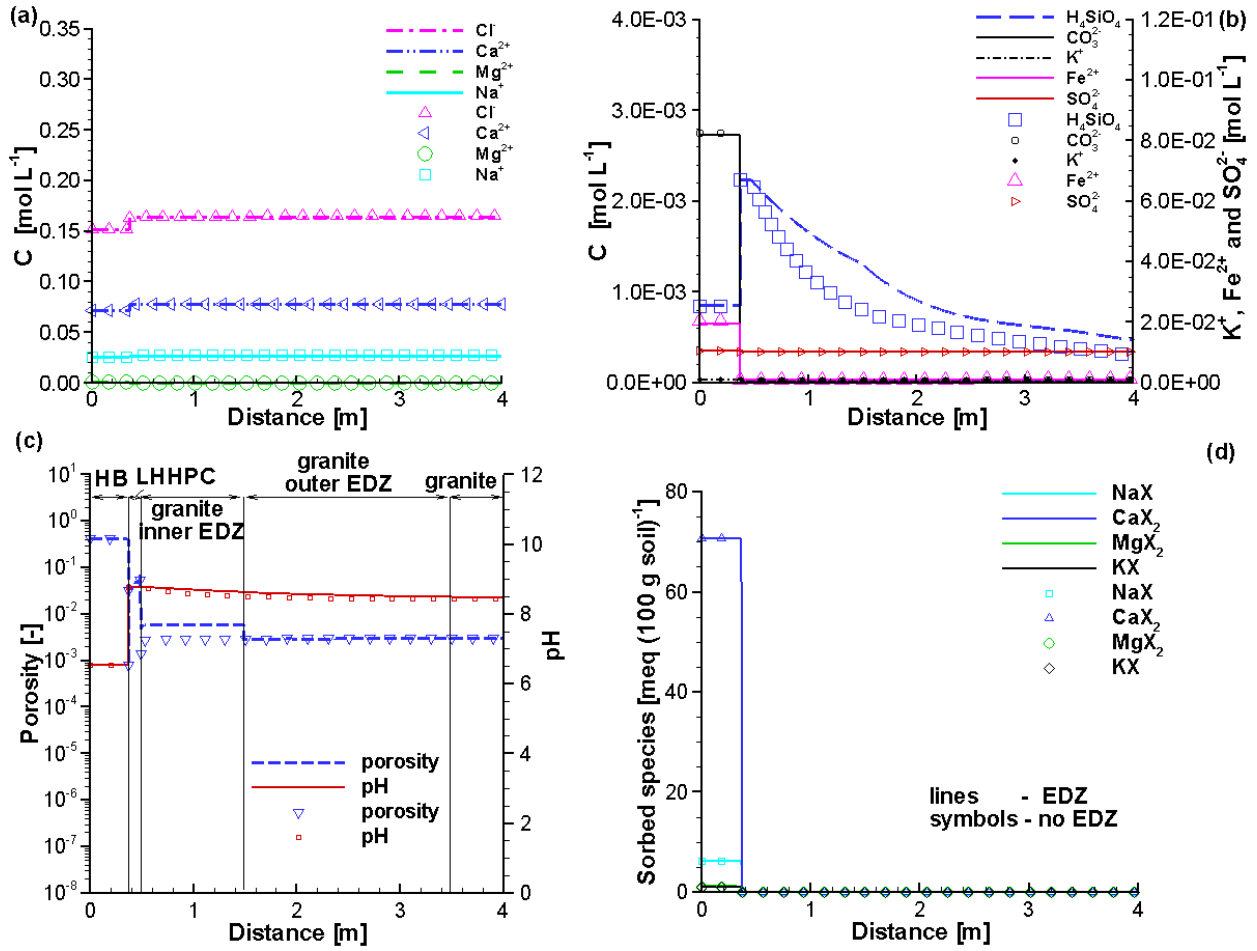 (a)
0.35
0.30
0.25
0.20
0.15
0.10
0.05
0.00
C [mol L⁻¹]
0 1 2 3 4
Distance [m]
Cl⁻
Ca²⁺
Mg²⁺
Na⁺
Cl⁻
Ca²⁺
Mg²⁺
Na⁺
(b)
4.0E-03
3.0E-03
2.0E-03
1.0E-03
0.0E+00
C [mol L⁻¹]
0 1 2 3 4
Distance [m]
H₄SiO₄
CO₃²⁻
K⁺
Fe²⁺
SO₄²⁻
H₄SiO₄
CO₃²⁻
K⁺
Fe²⁺
SO₄²⁻
1.2E-01
1.0E-01
8.0E-02
6.0E-02
4.0E-02
2.0E-02
0.0E+00
K⁺, Fe²⁺ and SO₄²⁻ [mol L⁻¹]
(c)
HB LHHPC
granite
inner EDZ
granite
outer EDZ
granite
10¹
10⁰
10⁻¹
10⁻²
10⁻³
10⁻⁴
10⁻⁵
10⁻⁶
10⁻⁷
10⁻⁸
Porosity [-]
0 1 2 3 4
Distance [m]
12
10
8
6
4
2
0
pH
porosity
pH
porosity
pH
(d)
80
60
40
20
0
Sorbed species [meq (100 g soil)⁻¹]
0 1 2 3 4
Distance [m]
NaX
CaX₂
MgX₂
KX
NaX
CaX₂
MgX₂
KX
lines - EDZ
symbols - no EDZ